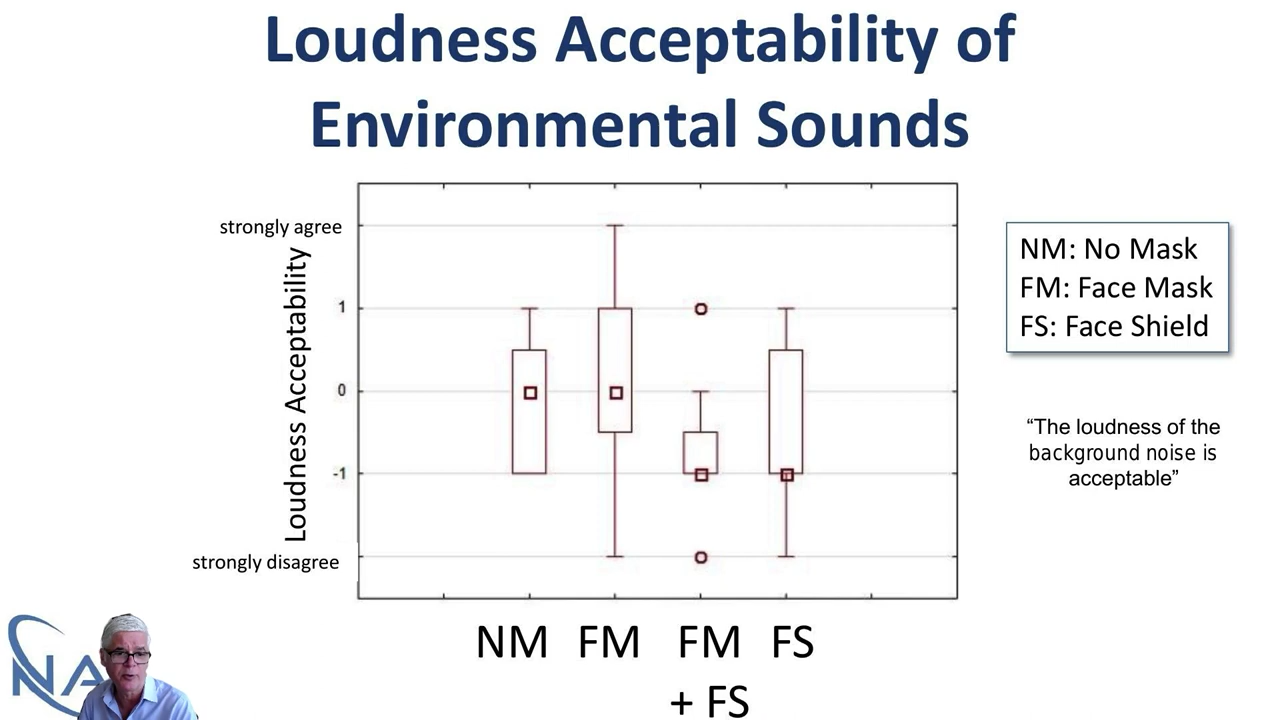 Loudness Acceptability of
Environmental Sounds
strongly agree
Loudness Acceptability
1
0
-1
strongly disagree
NM FM FM FS
+ FS
NM: No Mask
FM: Face Mask
FS: Face Shield
“The loudness of the
background noise is
acceptable”
NA